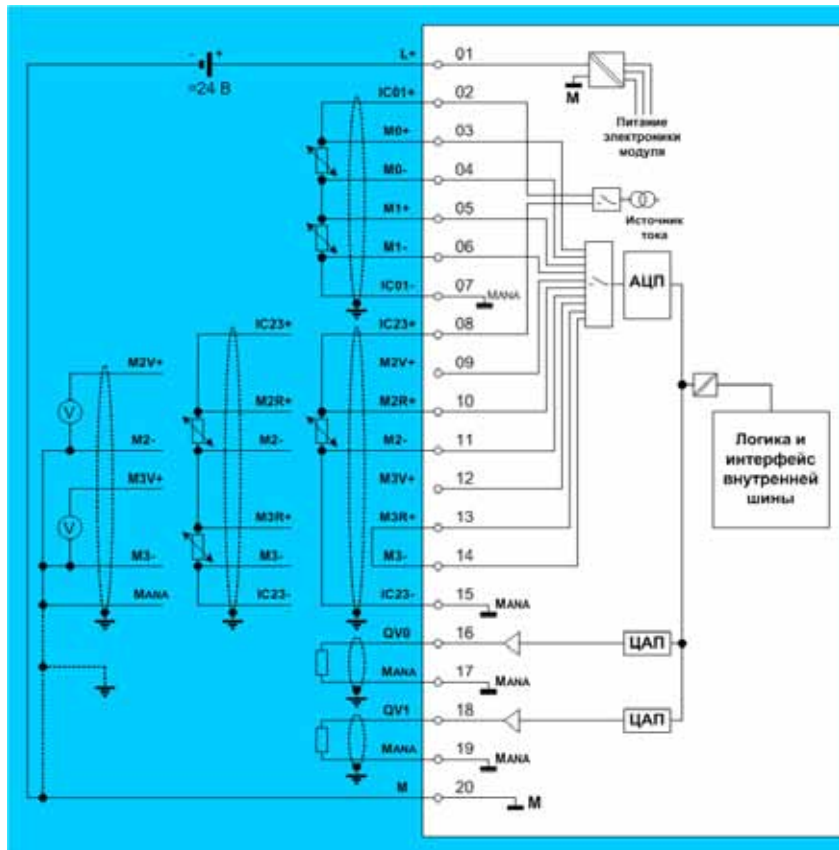 L+ 01
- +
=24 В
M
Питание
электроники
модуля
IC01+ 02
M0+ 03
M0- 04
M1+ 05
M1- 06
IC01- 07 MANA
Источник
тока
АЦП
IC23+ IC23+ 08
M2V+ M2V+ 09
V
M2R+ M2R+ 10
M2- M2- M2- 11
M3V+ M3V+ 12
V
M3R+ M3R+ 13
M3- M3- M3- 14
MANA IC23- IC23- 15 MANA
Логика и
интерфейс
внутренней
шины
QV0 16 ЦАП
MANA 17 MANA
QV1 18 ЦАП
MANA 19 MANA
M 20 M